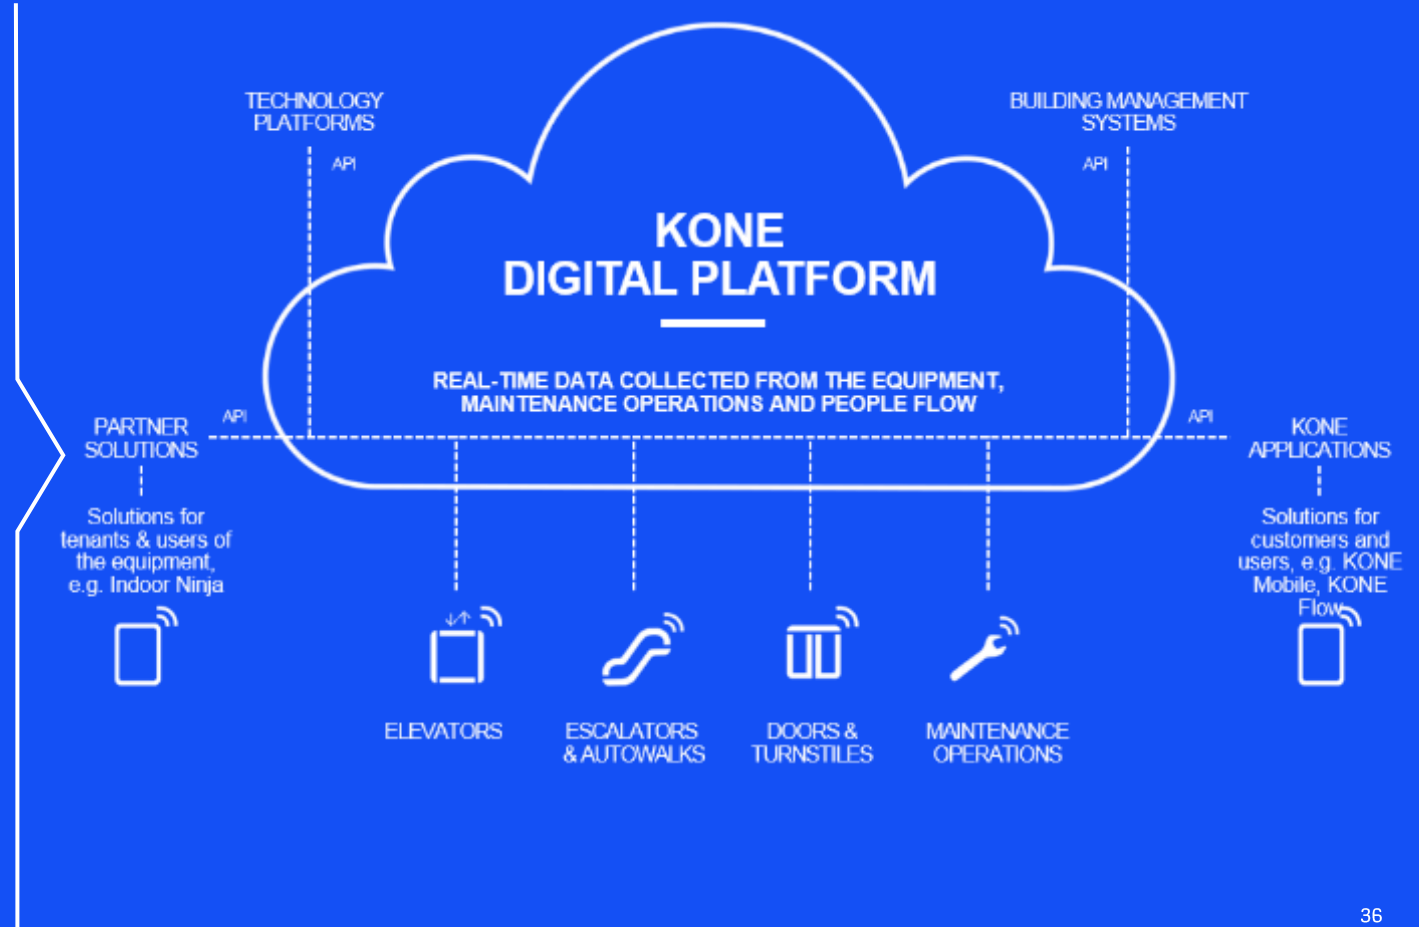 TECHNOLOGY
PLATFORMS
API
BUILDING MANAGEMENT
SYSTEMS
API
KONE
DIGITAL PLATFORM
REAL-TIME DATA COLLECTED FROM THE EQUIPMENT,
MAINTENANCE OPERATIONS AND PEOPLE FLOW
API
PARTNER
SOLUTIONS
Solutions for
tenants & users of
the equipment,
e.g. Indoor Ninja
API
KONE
APPLICATIONS
Solutions for
customers and
users, e.g. KONE
Mobile, KONE
Flow
ELEVATORS
ESCALATORS
& AUTOWALKS
DOORS &
TURNSTILES
MAINTENANCE
OPERATIONS
36